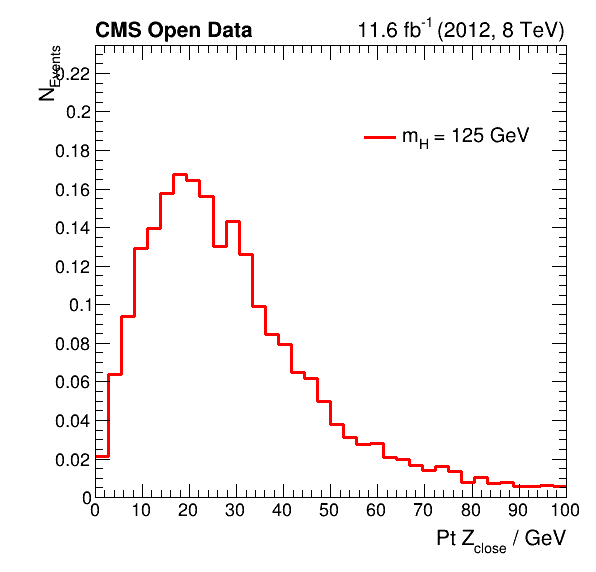 CMS Open Data 11.6 fb-1 (2012, 8 TeV)
NEvents
0.22
0.2
0.18
0.16
0.14
0.12
0.1
0.08
0.06
0.04
0.02
0
mH = 125 GeV
0 10 20 30 40 50 60 70 80 90 100
Pt Zclose / GeV